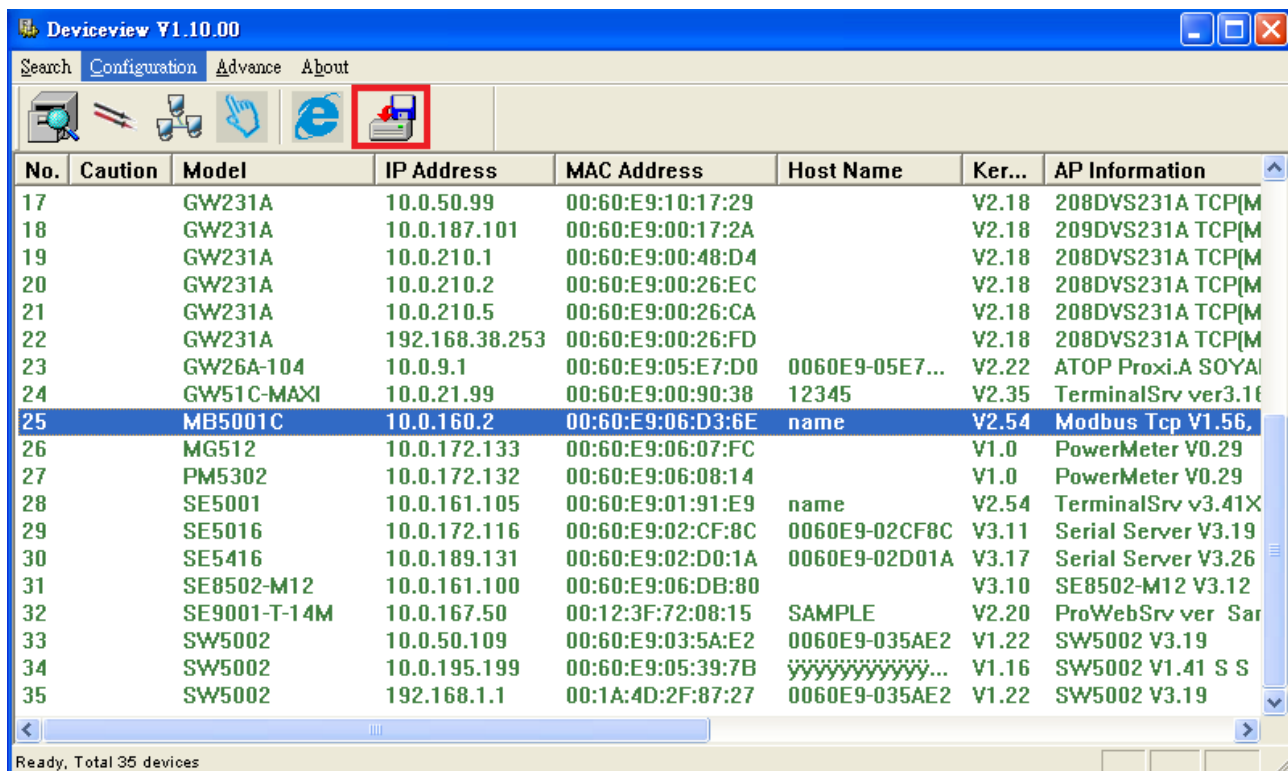 Deviceview V1.10.00
Search Configuration Advance About
No. Caution Model IP Address MAC Address Host Name Ker... AP Information
17 GW231A 10.0.50.99 00:60:E9:10:17:29 V2.18 208DVS231A TCP(M
18 GW231A 10.0.187.101 00:60:E9:00:17:2A V2.18 209DVS231A TCP(M
19 GW231A 10.0.210.1 00:60:E9:00:48:D4 V2.18 208DVS231A TCP(M
20 GW231A 10.0.210.2 00:60:E9:00:26:EC V2.18 208DVS231A TCP(M
21 GW231A 10.0.210.5 00:60:E9:00:26:CA V2.18 208DVS231A TCP(M
22 GW231A 192.168.38.253 00:60:E9:00:26:FD V2.18 208DVS231A TCP(M
23 GW26A-104 10.0.9.1 00:60:E9:05:E7:D0 0060E9-05E7... V2.22 ATOP Proxi.A SOYA
24 GW51C-MAXI 10.0.21.99 00:60:E9:00:90:38 12345 V2.35 TerminalSrv ver3.16
25 MB5001C 10.0.160.2 00:60:E9:06:D3:6E name V2.54 Modbus Tcp V1.56,
26 MG512 10.0.172.133 00:60:E9:06:07:FC V1.0 PowerMeter V0.29
27 PM5302 10.0.172.132 00:60:E9:06:08:14 V1.0 PowerMeter V0.29
28 SE5001 10.0.161.105 00:60:E9:01:91:E9 name V2.54 TerminalSrv v3.41X
29 SE5016 10.0.172.116 00:60:E9:02:CF:8C 0060E9-02CF8C V3.11 Serial Server V3.19
30 SE5416 10.0.189.131 00:60:E9:02:D0:1A 0060E9-02D01A V3.17 Serial Server V3.26
31 SE8502-M12 10.0.161.100 00:60:E9:06:DB:80 V3.10 SE8502-M12 V3.12
32 SE9001-T-14M 10.0.167.50 00:12:3F:72:08:15 SAMPLE V2.20 ProWebSrv ver Sar
33 SW5002 10.0.50.109 00:60:E9:03:5A:E2 0060E9-035AE2 V1.22 SW5002 V3.19
34 SW5002 10.0.195.199 00:60:E9:05:39:7B ÿÿÿÿÿÿÿÿÿÿÿ... V1.16 SW5002 V1.41 S S
35 SW5002 192.168.1.1 00:1A:4D:2F:87:27 0060E9-035AE2 V1.22 SW5002 V3.19
Ready, Total 35 devices